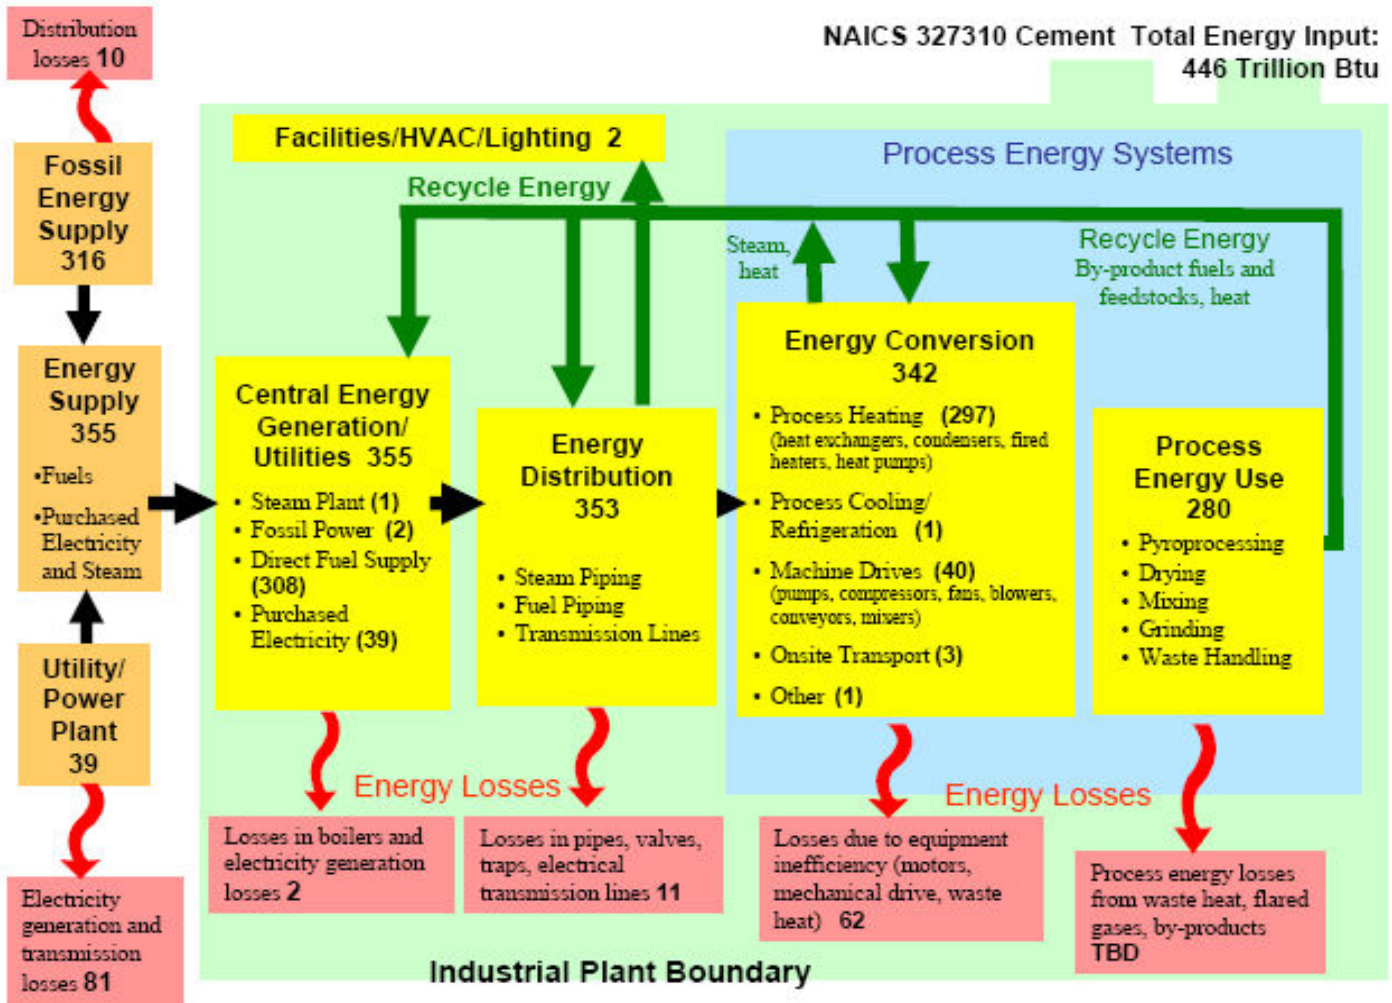 Distribution
losses 10
NAICS 327310 Cement Total Energy Input:
446 Trillion Btu
Fossil
Energy
Supply
316
Facilities/HVAC/Lighting 2
Process Energy Systems
Recycle Energy
Steam,
heat
Recycle Energy
By-product fuels and
feedstocks, heat
Energy
Supply
355
•Fuels
•Purchased
Electricity
and Steam
Central Energy
Generation/
Utilities 355
• Steam Plant (1)
• Fossil Power (2)
• Direct Fuel Supply
(308)
• Purchased
Electricity (39)
Energy
Distribution
353
• Steam Piping
• Fuel Piping
• Transmission Lines
Energy Conversion
342
• Process Heating (297)
(heat exchangers, condensers, fired
heaters, heat pumps)
• Process Cooling/
Refrigeration (1)
• Machine Drives (40)
(pumps, compressors, fans, blowers,
conveyors, mixers)
• Onsite Transport (3)
• Other (1)
Process
Energy Use
280
• Pyroprocessing
• Drying
• Mixing
• Grinding
• Waste Handling
Utility/
Power
Plant
39
Energy Losses
Energy Losses
Electricity
generation and
transmission
losses 81
Losses in boilers and
electricity generation
losses 2
Losses in pipes, valves,
traps, electrical
transmission lines 11
Losses due to equipment
inefficiency (motors,
mechanical drive, waste
heat) 62
Process energy losses
from waste heat, flared
gases, by-products
TBD
Industrial Plant Boundary